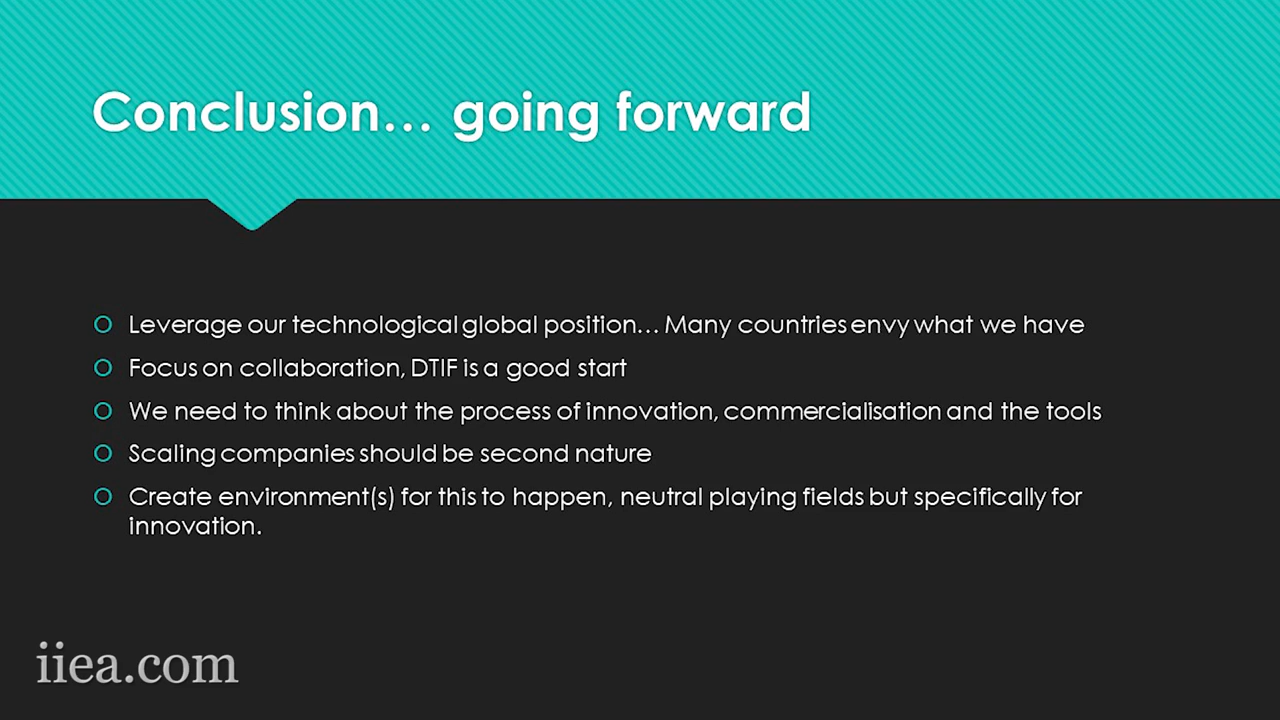 Conclusion... going forward
Leverage our technological global position... Many countries envy what we have
Focus on collaboration, DTIF is a good start
We need to think about the process of innovation, commercialisation and the tools
Scaling companies should be second nature
Create environment(s) for this to happen, neutral playing fields but specifically for
innovation.
iiea.com